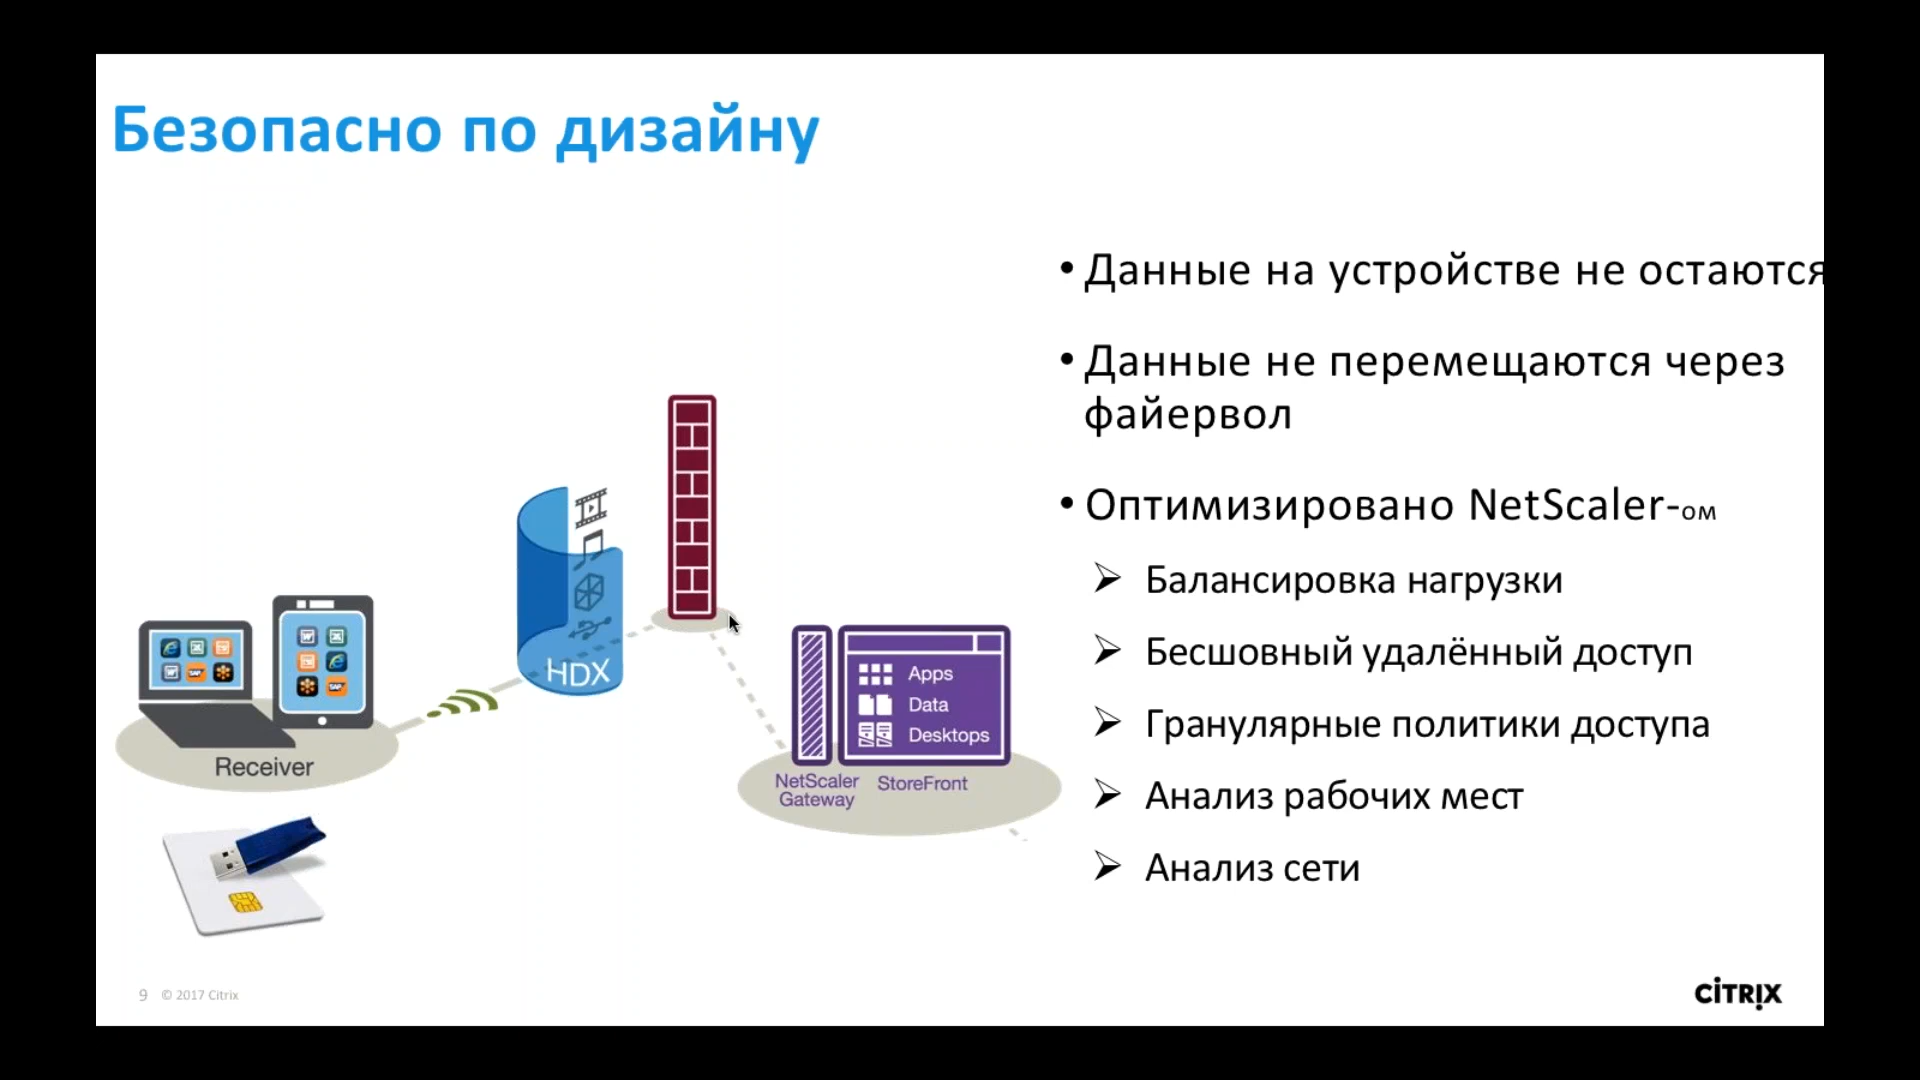 Безопасно по дизайну
• Данные на устройстве не остаются
• Данные не перемещаются через
файервол
• Оптимизировано NetScaler-ом
➢ Балансировка нагрузки
➢ Бесшовный удалённый доступ
➢ Гранулярные политики доступа
➢ Анализ рабочих мест
➢ Анализ сети
HDX
Receiver
Apps
Data
Desktops
NetScaler
Gateway
StoreFront
9 © 2017 Citrix
CITRIX